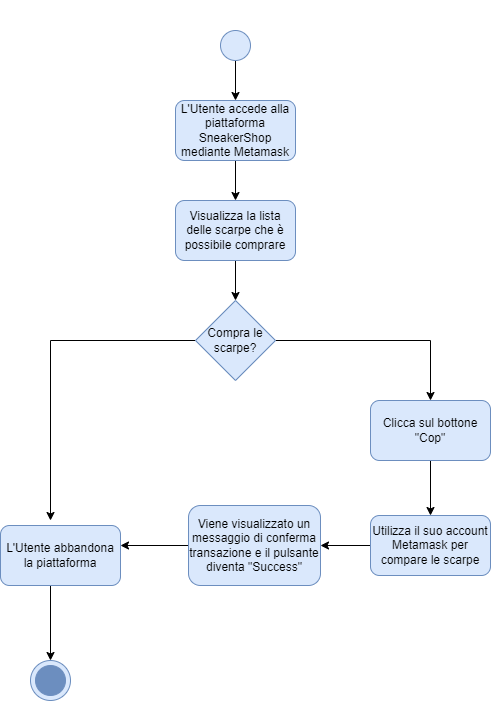 L'Utente accede alla
piattaforma
SneakerShop
mediante Metamask
Visualizza la lista
delle scarpe che è
possibile comprare
Compra le
scarpe?
Clicca sul bottone
"Cop"
Utilizza il suo account
Metamask per
compare le scarpe
Viene visualizzato un
messaggio di conferma
transazione e il pulsante
diventa "Success"
L'Utente abbandona
la piattaforma